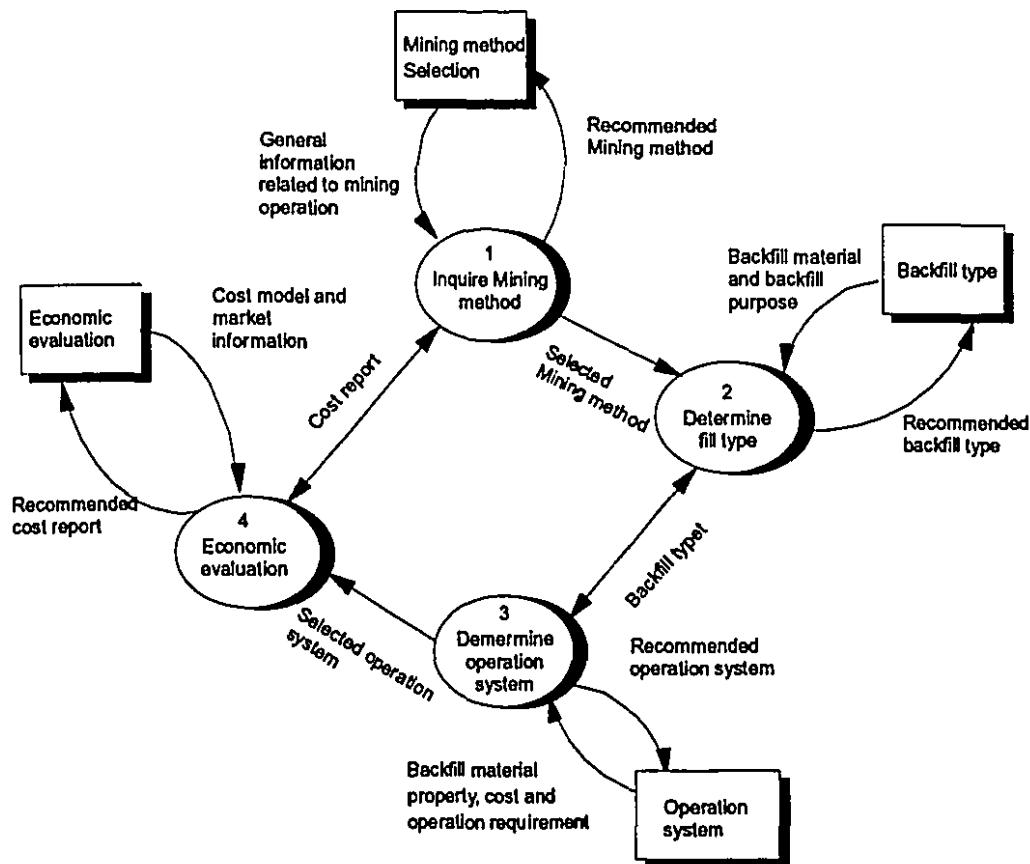 Mining method
Selection
General
information
related to mining
operation
Recommended
Mining method
1
Inquire Mining
method
Backfill material
and backfill
purpose
Backfill type
Economic
evaluation
Cost model and
market
information
Cost report
Selected
Mining method
2
Determine
fill type
Recommended
backfill type
Recommended
cost report
4
Economic
evaluation
Backfill typet
Selected operation
system
3
Demermine
operation
system
Recommended
operation system
Backfill material
property, cost and
operation requirement
Operation
system